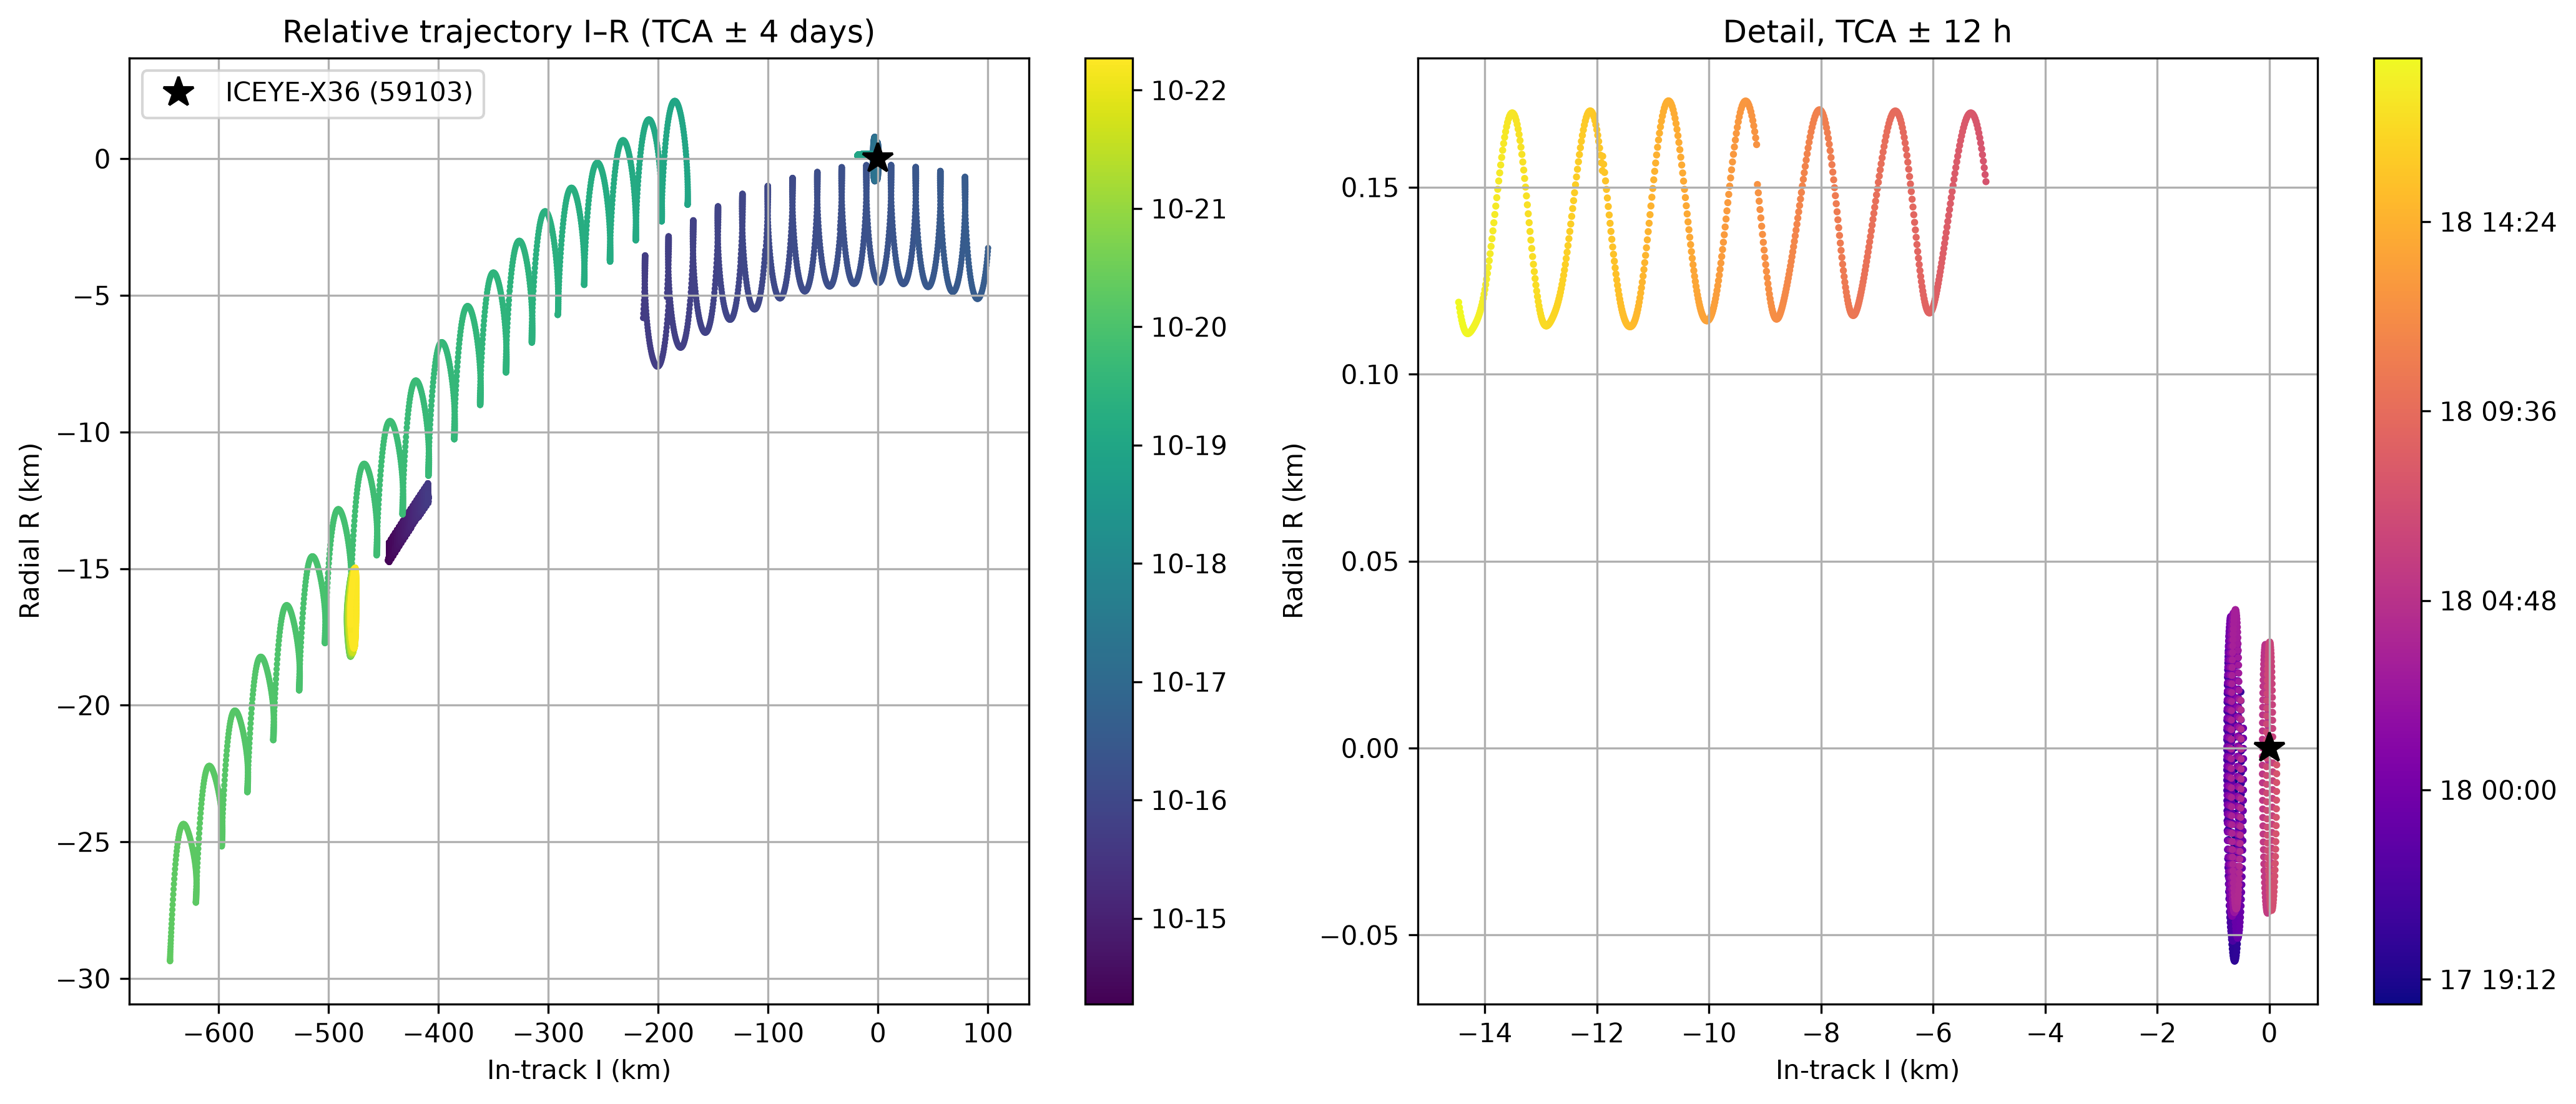 Relative trajectory I–R (TCA ± 4 days)
ICEYE-X36 (59103)
0
−5
−10
−15
−20
−25
−30
Radial R (km)
−600 −500 −400 −300 −200 −100 0 100
In-track I (km)
10-22
10-21
10-20
10-19
10-18
10-17
10-16
10-15
Detail, TCA ± 12 h
0.15
0.10
0.05
0.00
−0.05
Radial R (km)
−14 −12 −10 −8 −6 −4 −2 0
In-track I (km)
18 14:24
18 09:36
18 04:48
18 00:00
17 19:12